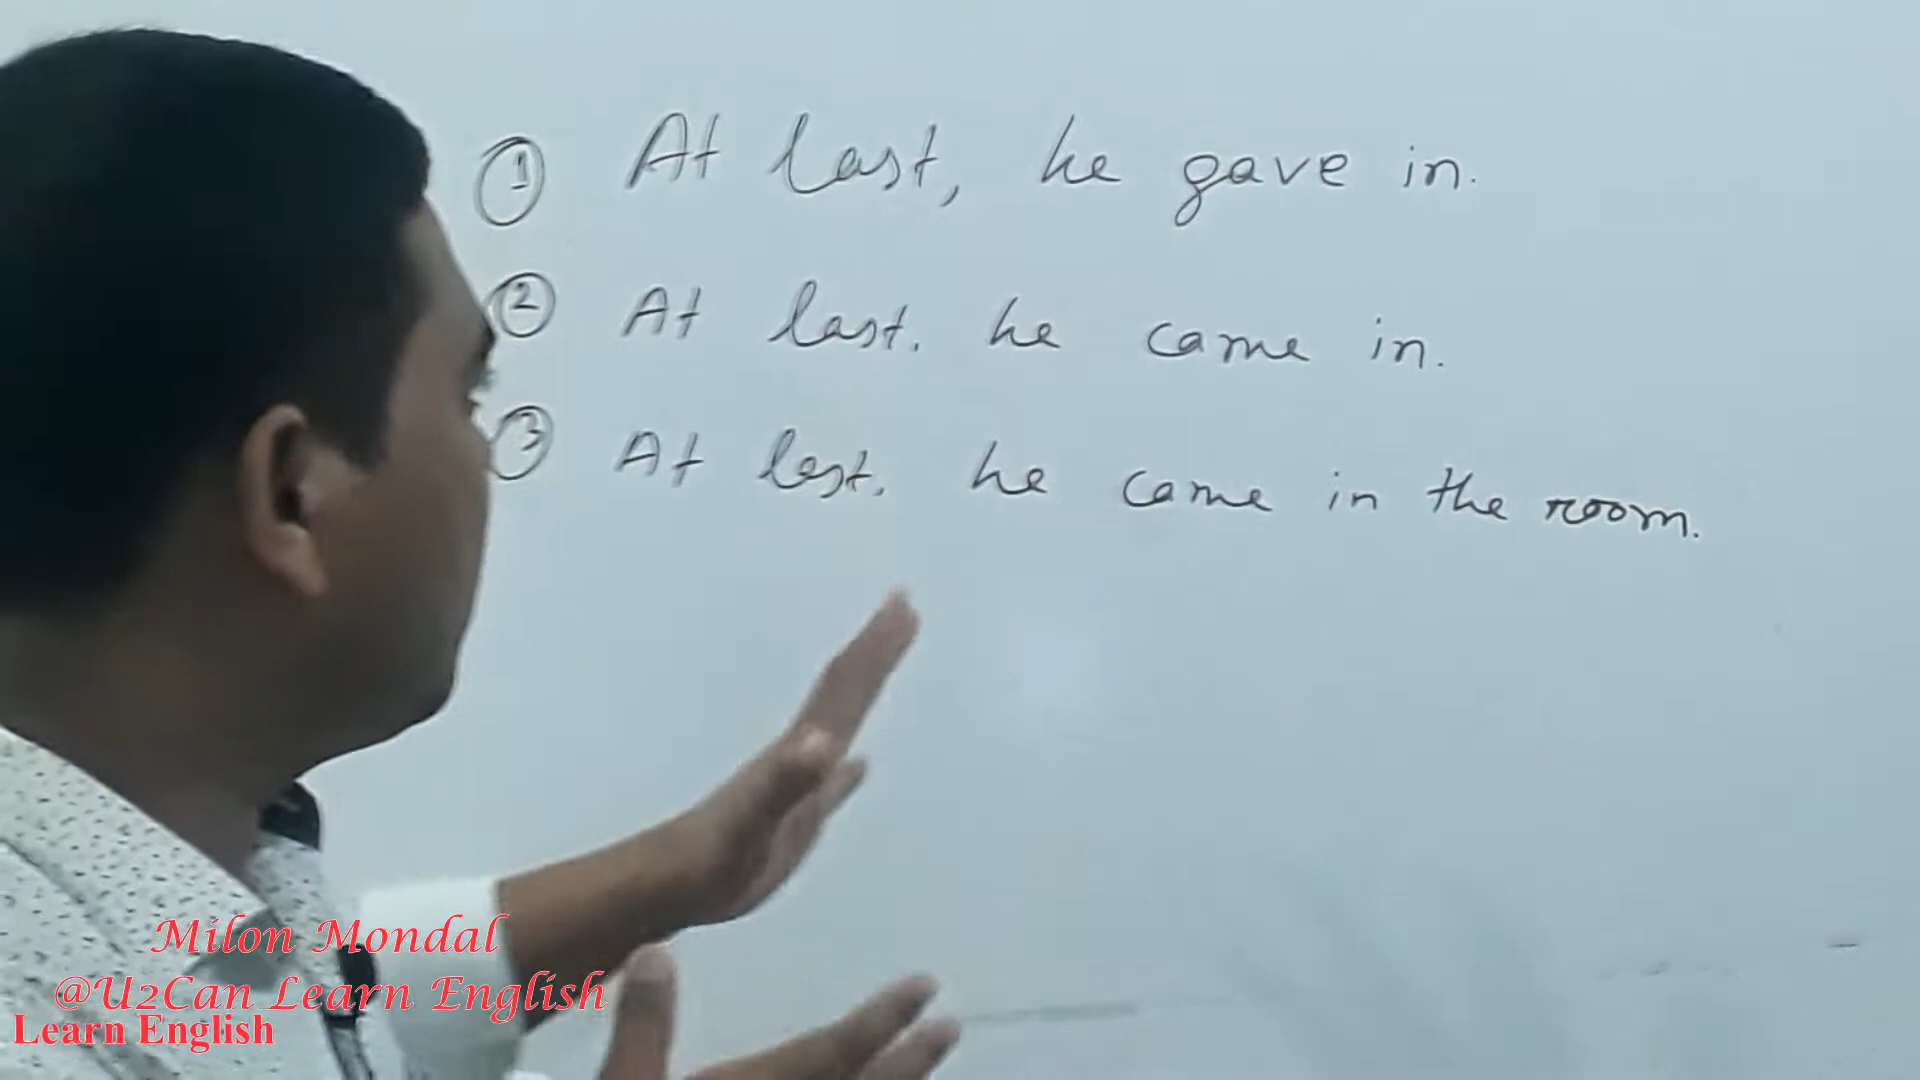 ① At last, he gave in.
② At last, he came in.
③ At last, he came in the room.
Milon Mondal
@U2Can Learn English
Learn English